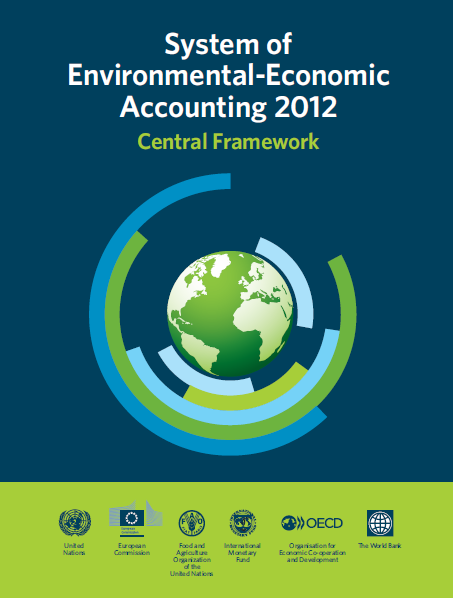 System of
Environmental-Economic
Accounting 2012
Central Framework
United
Nations
European
Commission
Food and
Agriculture
Organization
of the
United Nations
International
Monetary
Fund
OECD
Organisation for
Economic Co-operation
and Development
The World Bank